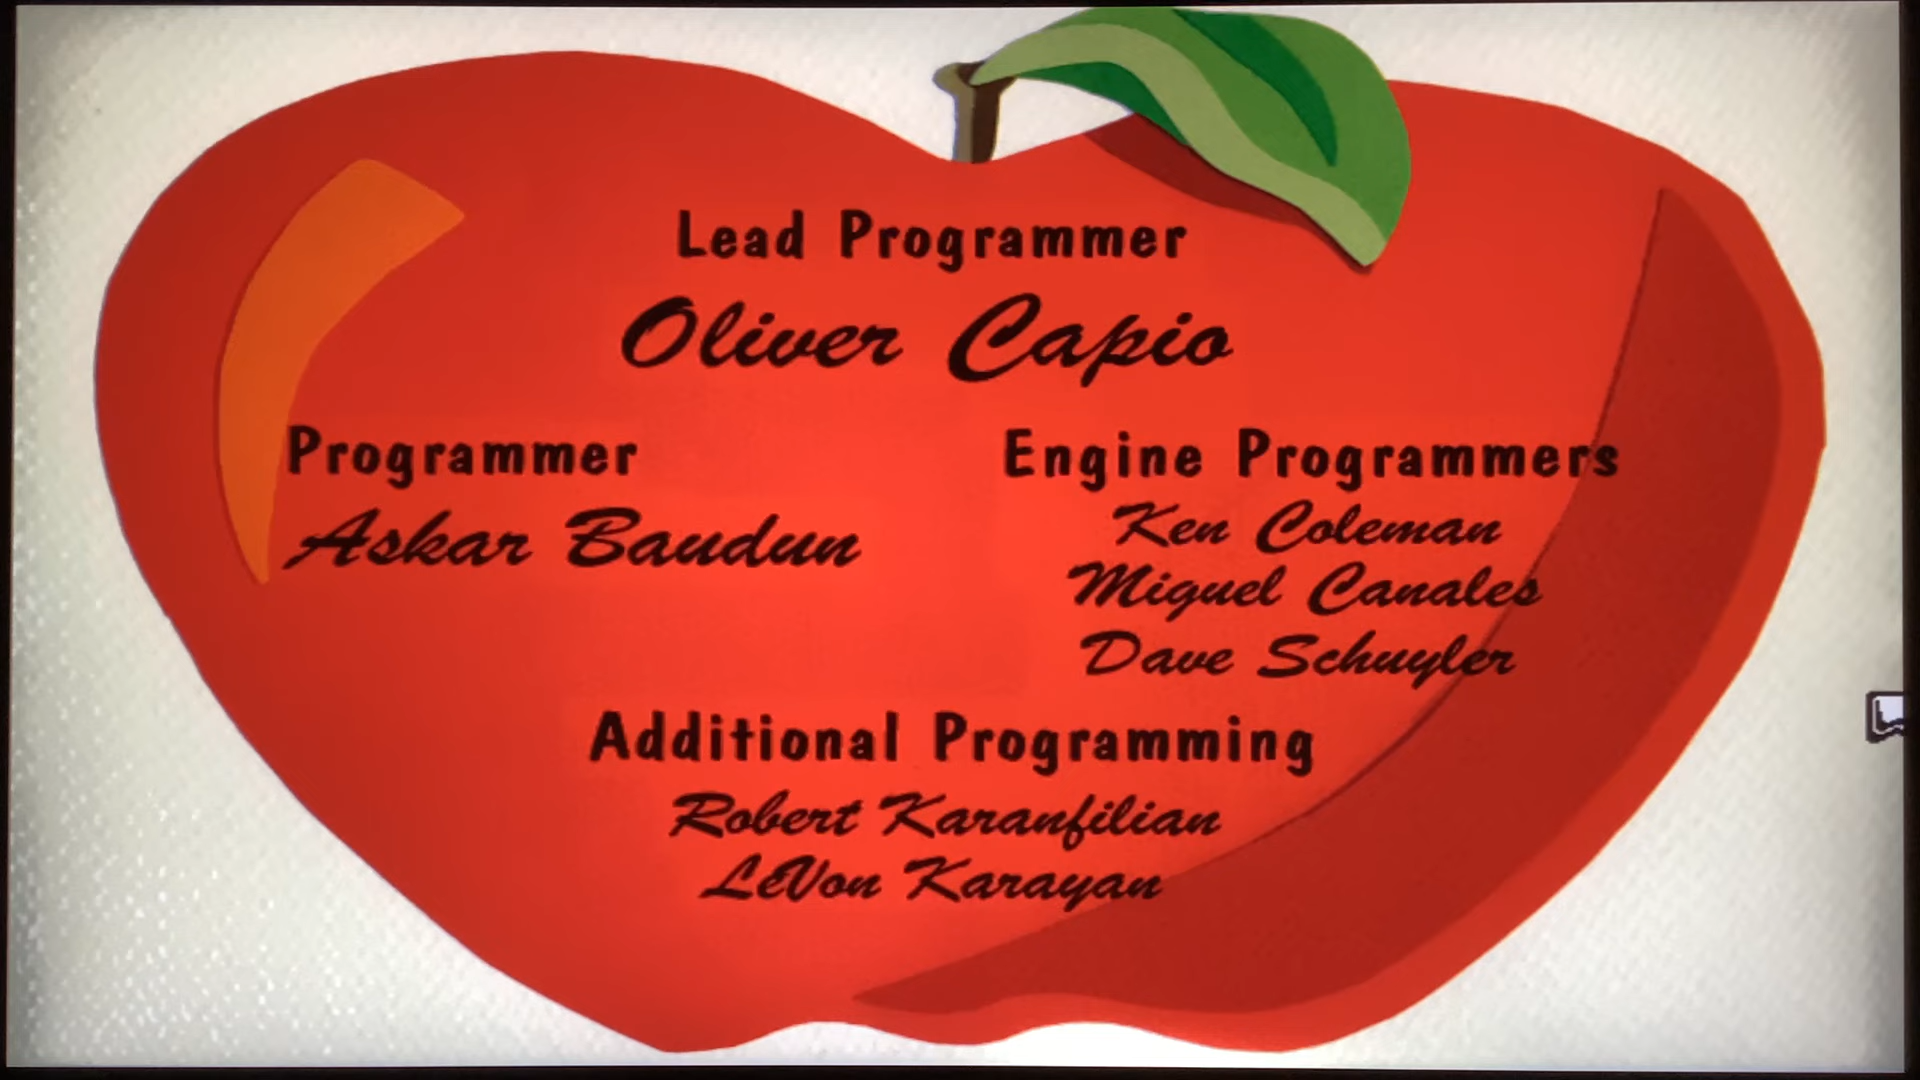 Lead Programmer
Oliver Capio
Programmer
Askar Baudun
Engine Programmers
Ken Coleman
Miguel Canales
Dave Schuyler
Additional Programming
Robert Karanfilian
LeVon Karayan